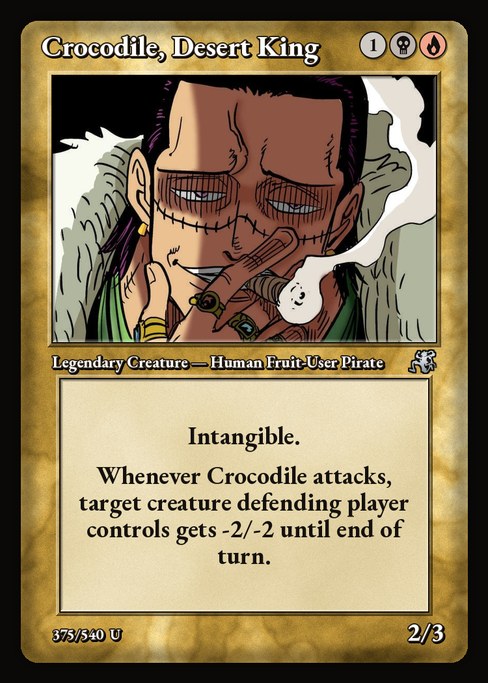 Crocodile, Desert King 1
Legendary Creature — Human Fruit-User Pirate
Intangible.
Whenever Crocodile attacks,
target creature defending player
controls gets -2/-2 until end of
turn.
375/540 U
2/3